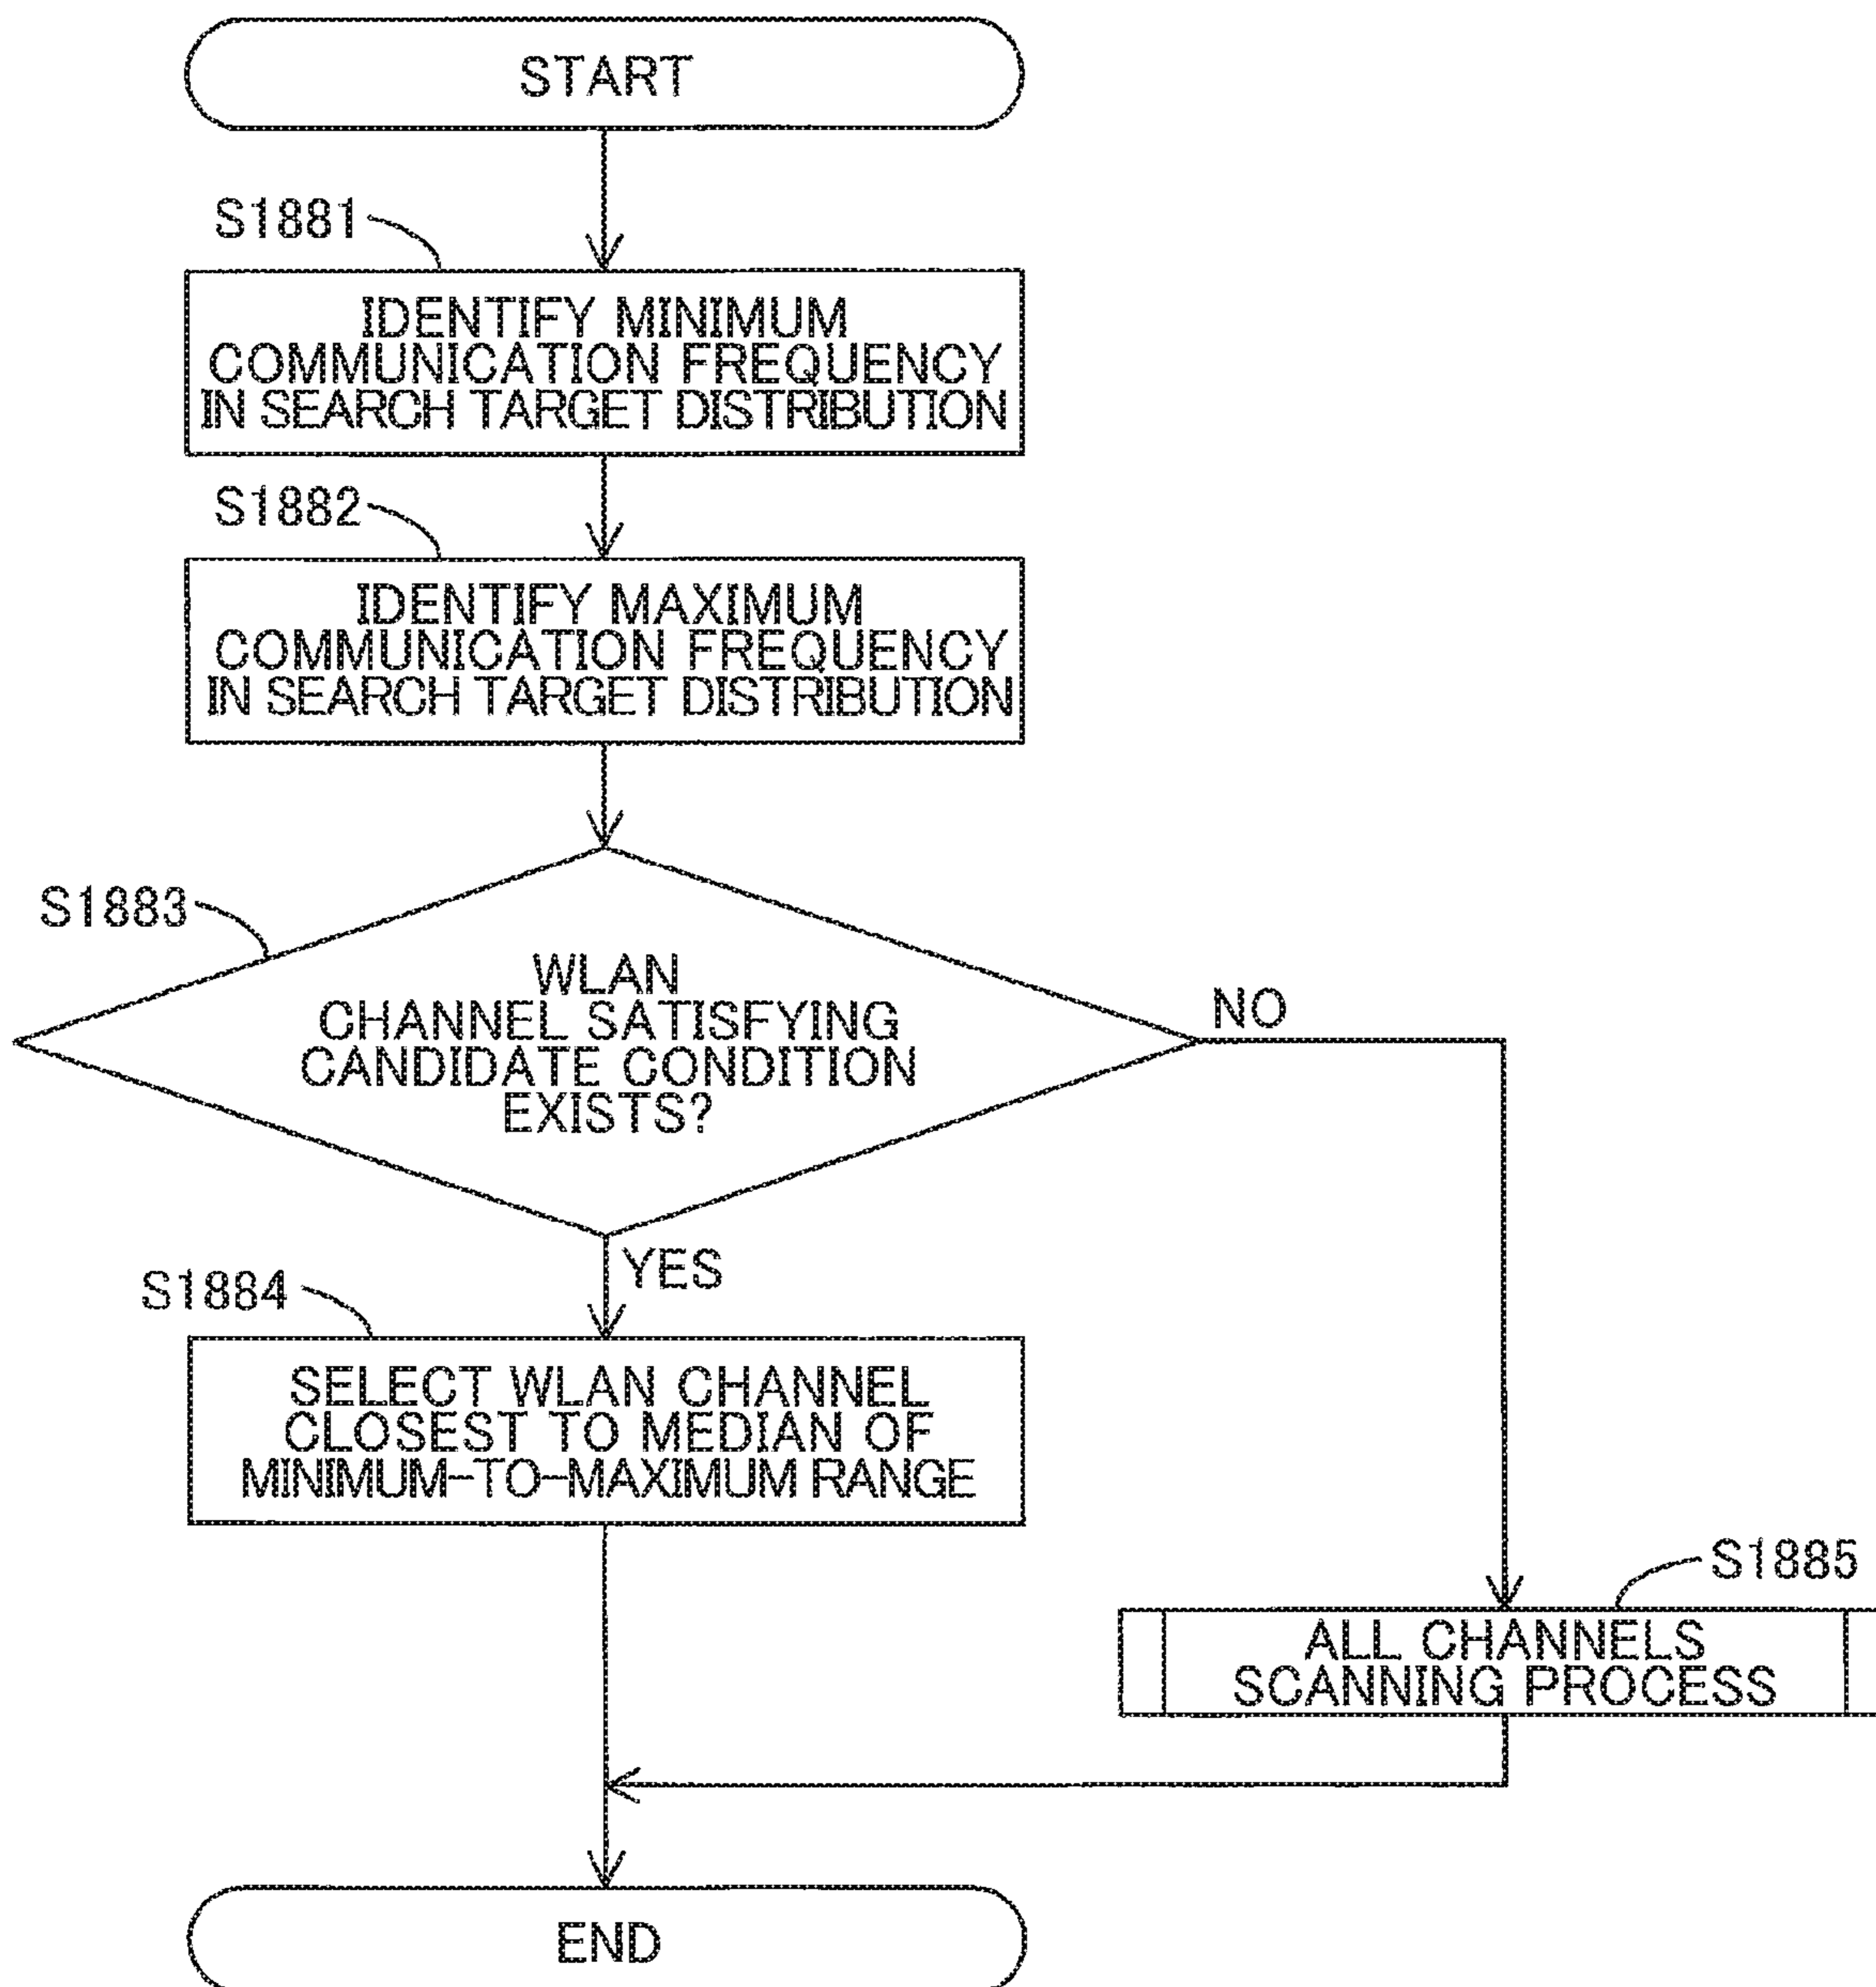 START
S1881
IDENTIFY MINIMUM
COMMUNICATION FREQUENCY
IN SEARCH TARGET DISTRIBUTION
S1882
IDENTIFY MAXIMUM
COMMUNICATION FREQUENCY
IN SEARCH TARGET DISTRIBUTION
S1883
WLAN
CHANNEL SATISFYING
CANDIDATE CONDITION
EXISTS?
NO
YES
S1884
SELECT WLAN CHANNEL
CLOSEST TO MEDIAN OF
MINIMUM-TO-MAXIMUM RANGE
S1885
ALL CHANNELS
SCANNING PROCESS
END